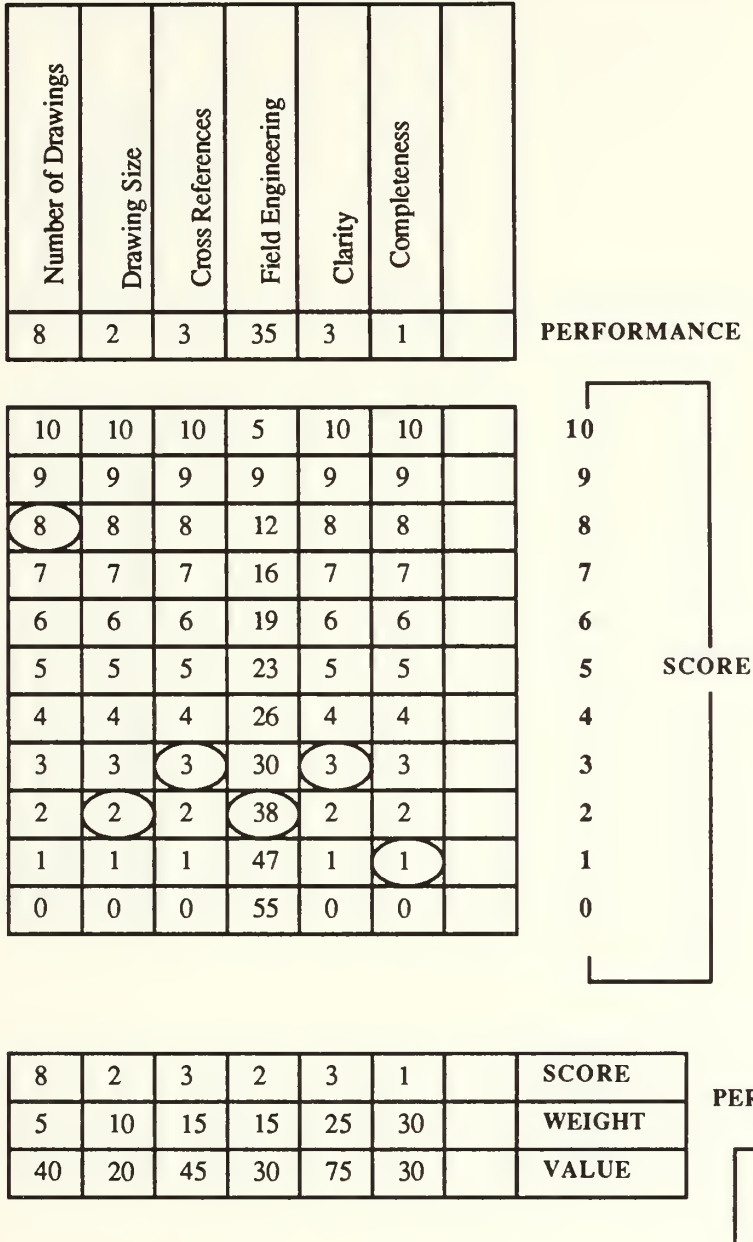 Number of Drawings
Drawing Size
Cross References
Field Engineering
Clarity
Completeness
8 2 3 35 3 1 PERFORMANCE
10 10 10 5 10 10 10
9 9 9 9 9 9 9
8 8 8 12 8 8 8
7 7 7 16 7 7 7
6 6 6 19 6 6 6
5 5 5 23 5 5 5 SCORE
4 4 4 26 4 4 4
3 3 3 30 3 3 3
2 2 2 38 2 2 2
1 1 1 47 1 1 1
0 0 0 55 0 0 0
8 2 3 2 3 1 SCORE
5 10 15 15 25 30 WEIGHT
40 20 45 30 75 30 VALUE